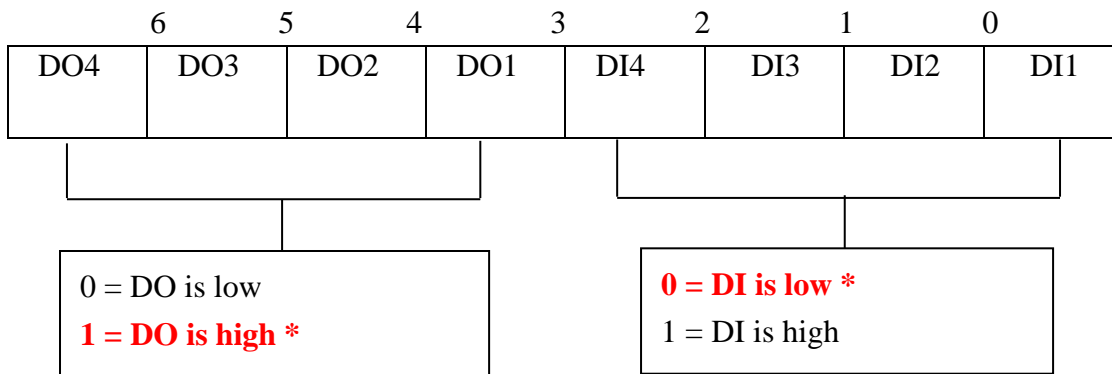 6 5 4 3 2 1 0
DO4 DO3 DO2 DO1 DI4 DI3 DI2 DI1
0 = DO is low
1 = DO is high *
0 = DI is low *
1 = DI is high